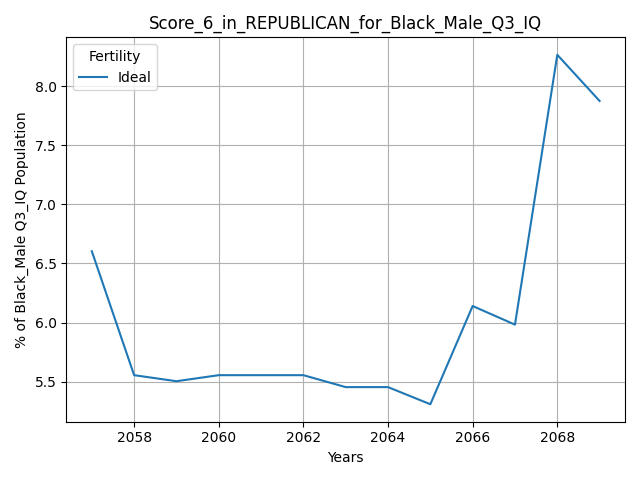 Score_6_in_REPUBLICAN_for_Black_Male_Q3_IQ
Fertility
Ideal
% of Black_Male Q3_IQ Population
8.0
7.5
7.0
6.5
6.0
5.5
2058 2060 2062 2064 2066 2068
Years